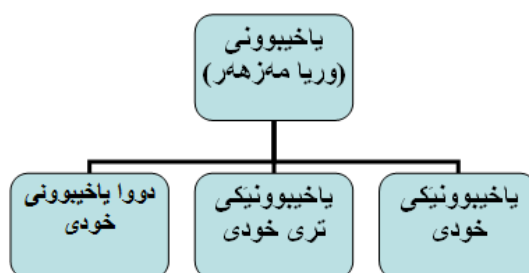 یاخیبوونی
(وریا مەزهەر)
یاخیبوونێکی
خودی
یاخیبوونێکی
تری خودی
دووا یاخیبوونی
خودی